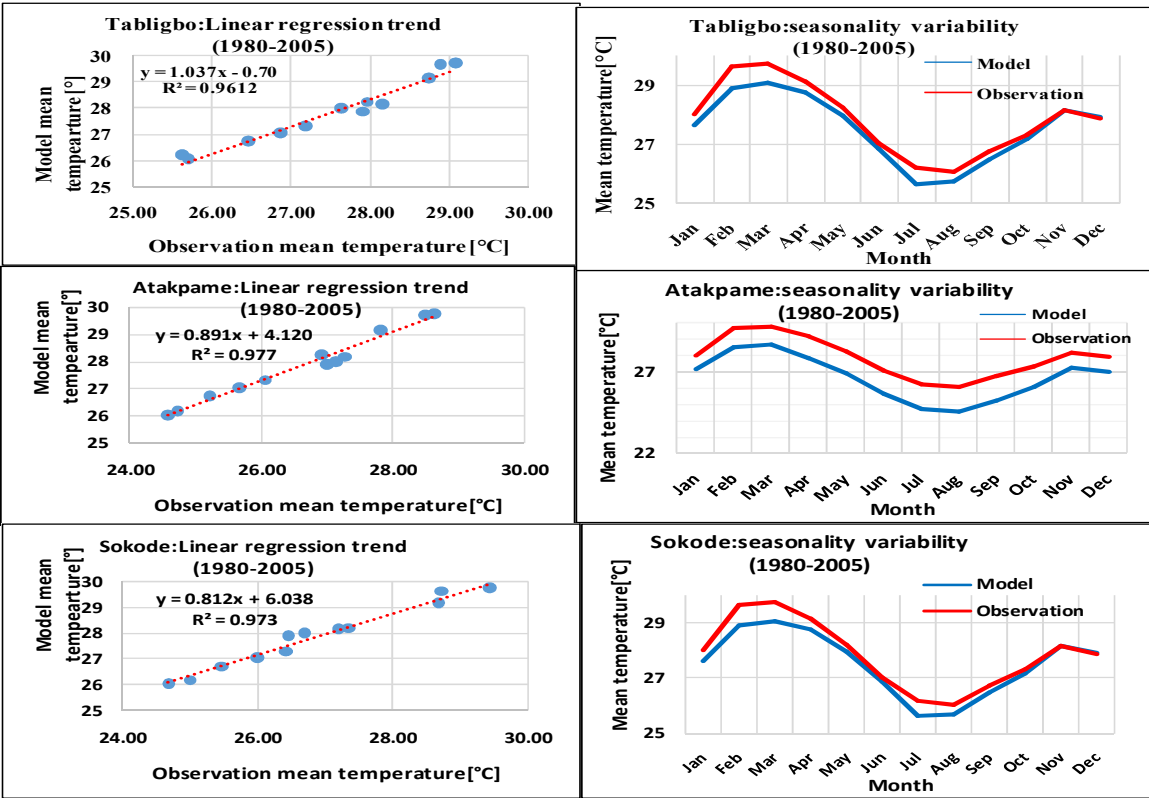 Tabligbo:Linear regression trend
(1980-2005)
y = 1.037x - 0.70
R² = 0.9612
Model mean
tempearture[°]
30
29
28
27
26
25
25.00 26.00 27.00 28.00 29.00 30.00
Observation mean temperature[°C]
Tabligbo:seasonality variability
(1980-2005)
Model
Observation
Mean temperature[°C]
29
27
25
Jan Feb Mar Apr May Jun Jul Aug Sep Oct Nov Dec
Month
Atakpame:Linear regression trend
(1980-2005)
y = 0.891x + 4.120
R² = 0.977
Model mean
tempearture[°]
30
29
28
27
26
25
24.00 26.00 28.00 30.00
Observation mean temperature[°C]
Atakpame:seasonality variability
(1980-2005)
Model
Observation
Mean temperature[°C]
27
22
Jan Feb Mar Apr May Jun Jul Aug Sep Oct Nov Dec
Month
Sokode:Linear regression trend
(1980-2005)
y = 0.812x + 6.038
R² = 0.973
Model mean
tempearture[°]
30
29
28
27
26
25
24.00 26.00 28.00 30.00
Observation mean temperature[°C]
Sokode:seasonality variability
(1980-2005)
Model
Observation
Mean temperature[°C]
29
27
25
Jan Feb Mar Apr May Jun Jul Aug Sep Oct Nov Dec
Month